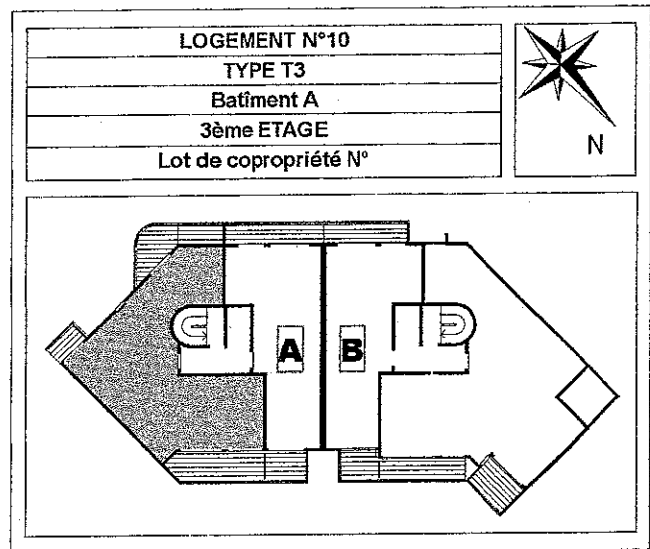 LOGEMENT N°10
TYPE T3
Batîment A
3ème ETAGE
Lot de copropriété N°
N
A B